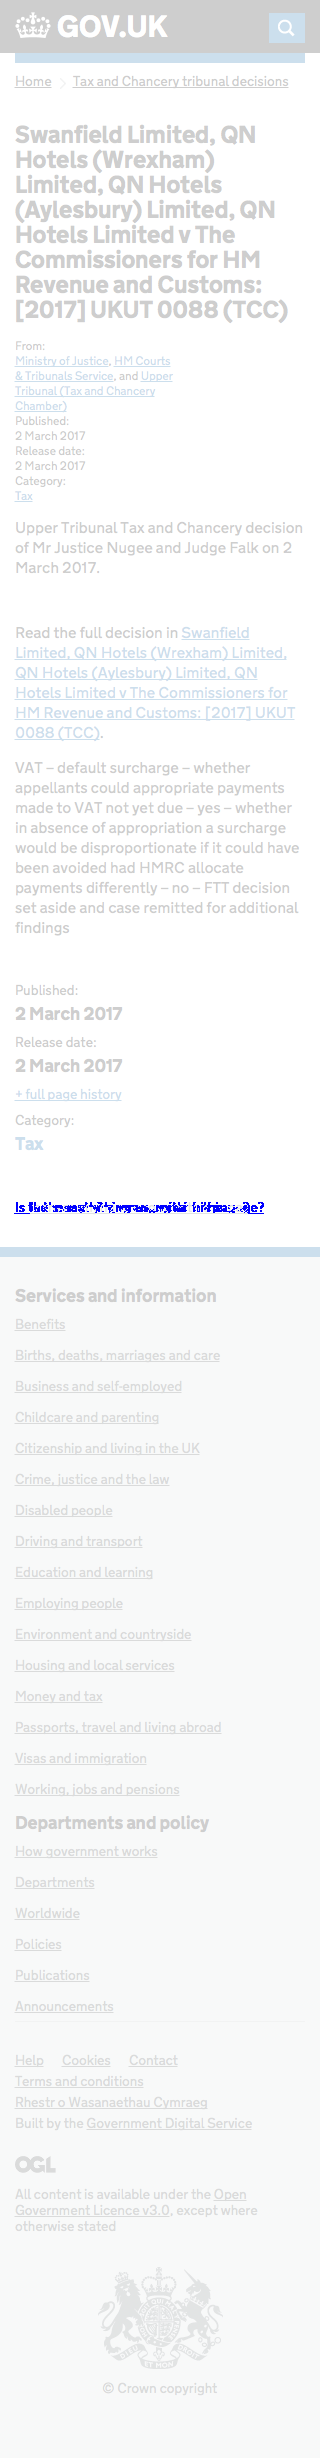 GOV.UK
Home > Tax and Chancery tribunal decisions
Swanfield Limited, QN
Hotels (Wrexham)
Limited, QN Hotels
(Aylesbury) Limited, QN
Hotels Limited v The
Commissioners for HM
Revenue and Customs:
[2017] UKUT 0088 (TCC)
From:
Ministry of Justice, HM Courts
& Tribunals Service, and Upper
Tribunal (Tax and Chancery
Chamber)
Published:
2 March 2017
Release date:
2 March 2017
Category:
Tax
Upper Tribunal Tax and Chancery decision
of Mr Justice Nugee and Judge Falk on 2
March 2017.
Read the full decision in Swanfield
Limited, QN Hotels (Wrexham) Limited,
QN Hotels (Aylesbury) Limited, QN
Hotels Limited v The Commissioners for
HM Revenue and Customs: [2017] UKUT
0088 (TCC).
VAT – default surcharge – whether
appellants could appropriate payments
made to VAT not yet due – yes – whether
in absence of appropriation a surcharge
would be disproportionate if it could have
been avoided had HMRC allocate
payments differently – no – FTT decision
set aside and case remitted for additional
findings
Published:
2 March 2017
Release date:
2 March 2017
+ full page history
Category:
Tax
Is
Services and information
Benefits
Births, deaths, marriages and care
Business and self-employed
Childcare and parenting
Citizenship and living in the UK
Crime, justice and the law
Disabled people
Driving and transport
Education and learning
Employing people
Environment and countryside
Housing and local services
Money and tax
Passports, travel and living abroad
Visas and immigration
Working, jobs and pensions
Departments and policy
How government works
Departments
Worldwide
Policies
Publications
Announcements
Help Cookies Contact
Terms and conditions
Rhestr o Wasanaethau Cymraeg
Built by the Government Digital Service
OGL
All content is available under the Open
Government Licence v3.0, except where
otherwise stated
© Crown copyright